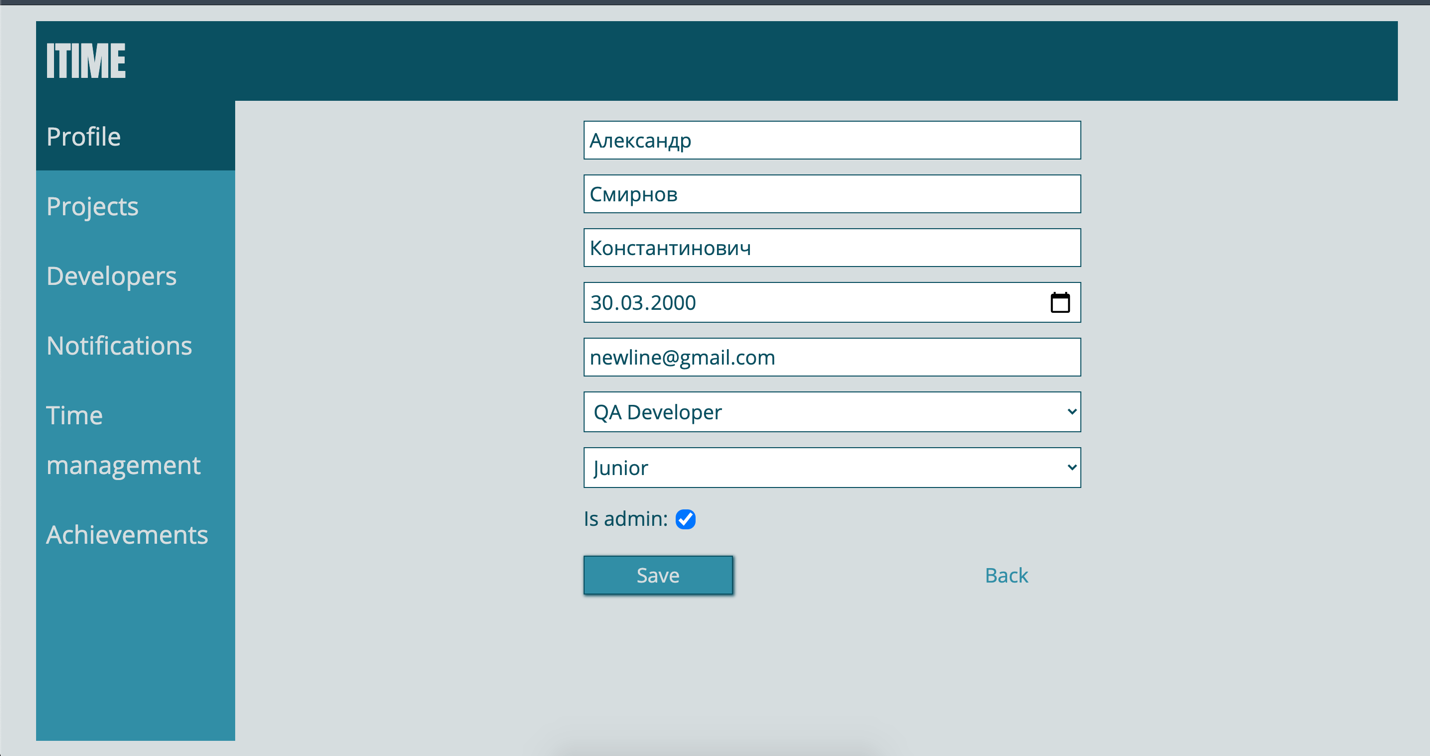 ITIME
Profile
Projects
Developers
Notifications
Time
management
Achievements
Александр
Смирнов
Константинович
30.03.2000
newline@gmail.com
QA Developer
Junior
Is admin:
Save
Back